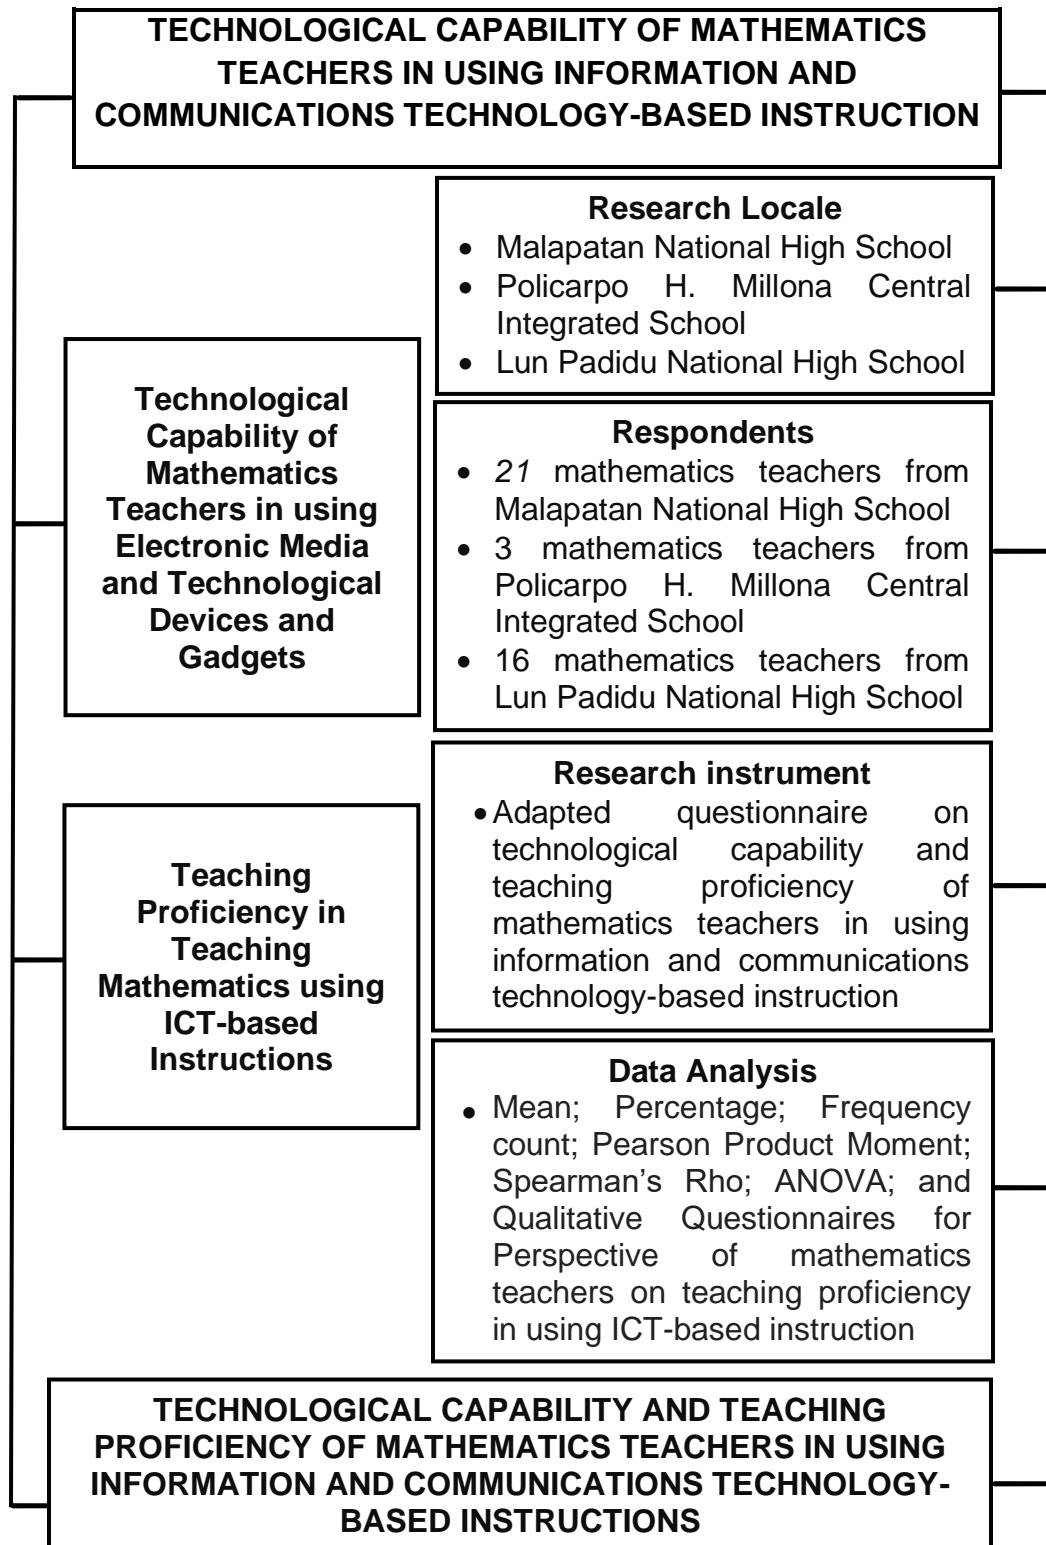 TECHNOLOGICAL CAPABILITY OF MATHEMATICS
TEACHERS IN USING INFORMATION AND
COMMUNICATIONS TECHNOLOGY-BASED INSTRUCTION
Technological
Capability of
Mathematics
Teachers in using
Electronic Media
and Technological
Devices and
Gadgets
Teaching
Proficiency in
Teaching
Mathematics using
ICT-based
Instructions
Research Locale
• Malapatan National High School
• Policarpo H. Millona Central
Integrated School
• Lun Padidu National High School
Respondents
• 21 mathematics teachers from
Malapatan National High School
• 3 mathematics teachers from
Policarpo H. Millona Central
Integrated School
• 16 mathematics teachers from
Lun Padidu National High School
Research instrument
• Adapted questionnaire on
technological capability and
teaching proficiency of
mathematics teachers in using
information and communications
technology-based instruction
Data Analysis
• Mean; Percentage; Frequency
count; Pearson Product Moment;
Spearman’s Rho; ANOVA; and
Qualitative Questionnaires for
Perspective of mathematics
teachers on teaching proficiency
in using ICT-based instruction
TECHNOLOGICAL CAPABILITY AND TEACHING
PROFICIENCY OF MATHEMATICS TEACHERS IN USING
INFORMATION AND COMMUNICATIONS TECHNOLOGY-
BASED INSTRUCTIONS